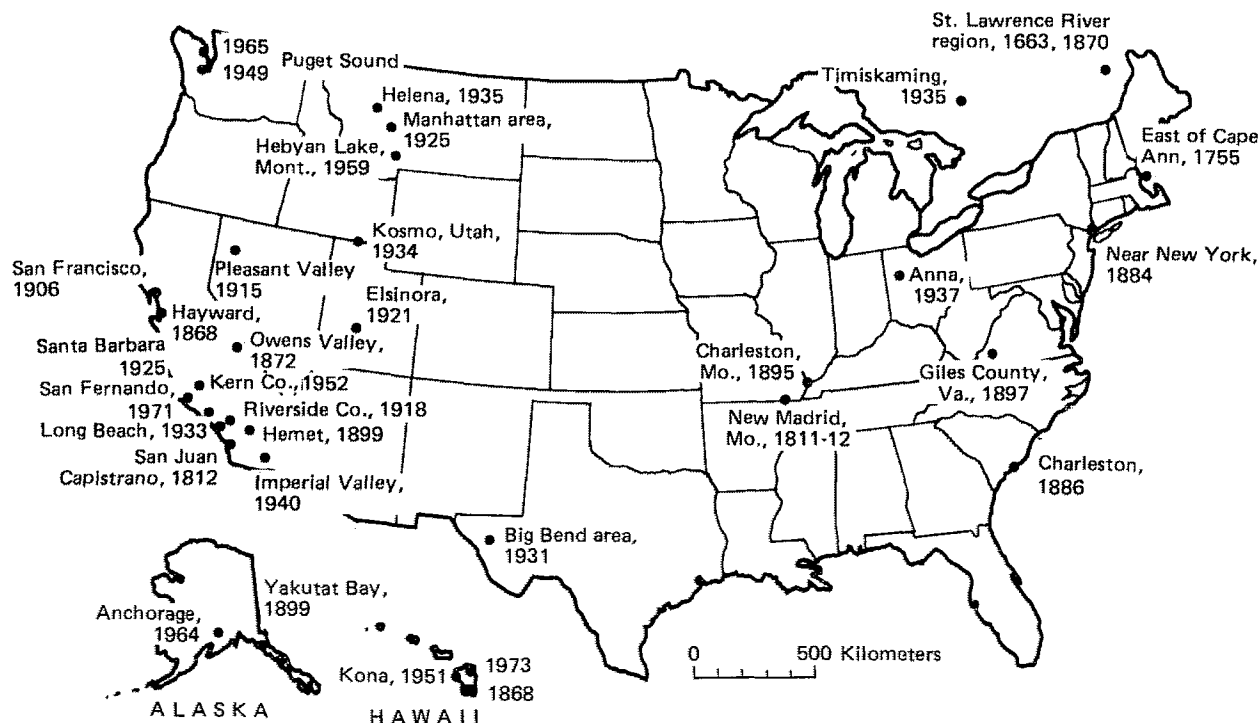 St. Lawrence River
region, 1663, 1870
1965
1949
Puget Sound
Timiskaming,
1935
Helena, 1935
Manhattan area,
1925
Hebyan Lake,
Mont., 1959
East of Cape
Ann, 1755
Kosmo, Utah,
1934
Pleasant Valley
1915
San Francisco,
1906
Near New York,
1884
Anna,
1937
Elsinora,
1921
Hayward,
1868
Owens Valley,
1872
Santa Barbara
1925
Charleston,
Mo., 1895
Giles County,
Va., 1897
Kern Co., 1952
San Fernando,
1971
Riverside Co., 1918
New Madrid,
Mo., 1811-12
Long Beach, 1933
Hemet, 1899
San Juan
Capistrano, 1812
Charleston,
1886
Imperial Valley,
1940
Big Bend area,
1931
Yakutat Bay,
1899
Anchorage,
1964
0 500 Kilometers
Kona, 1951
1973
1868
ALASKA
HAWAII